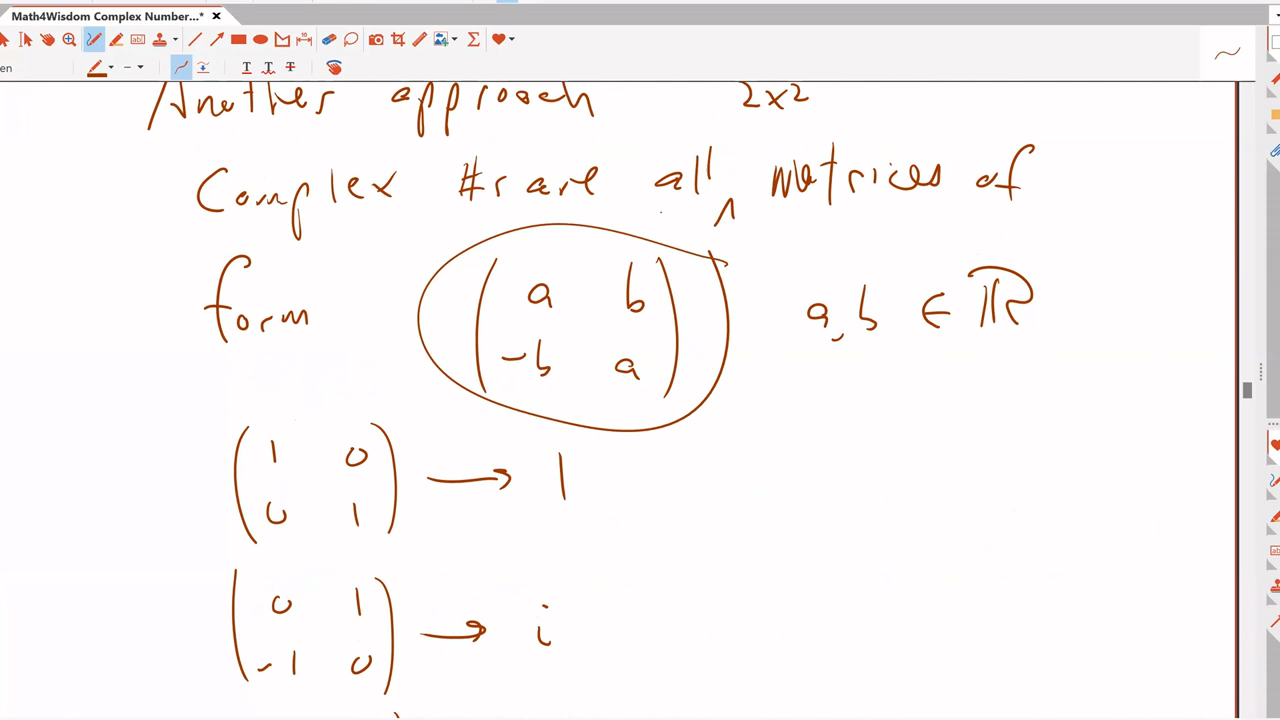 Math4Wisdom Complex Number...*
en
Another approach 2x2
Complex #s are all ∧ matrices of
form ( a b ) a, b ∈ ℝ
( -b a )
( 1 0 ) → 1
( 0 1 )
( 0 1 ) → i
( -1 0 )